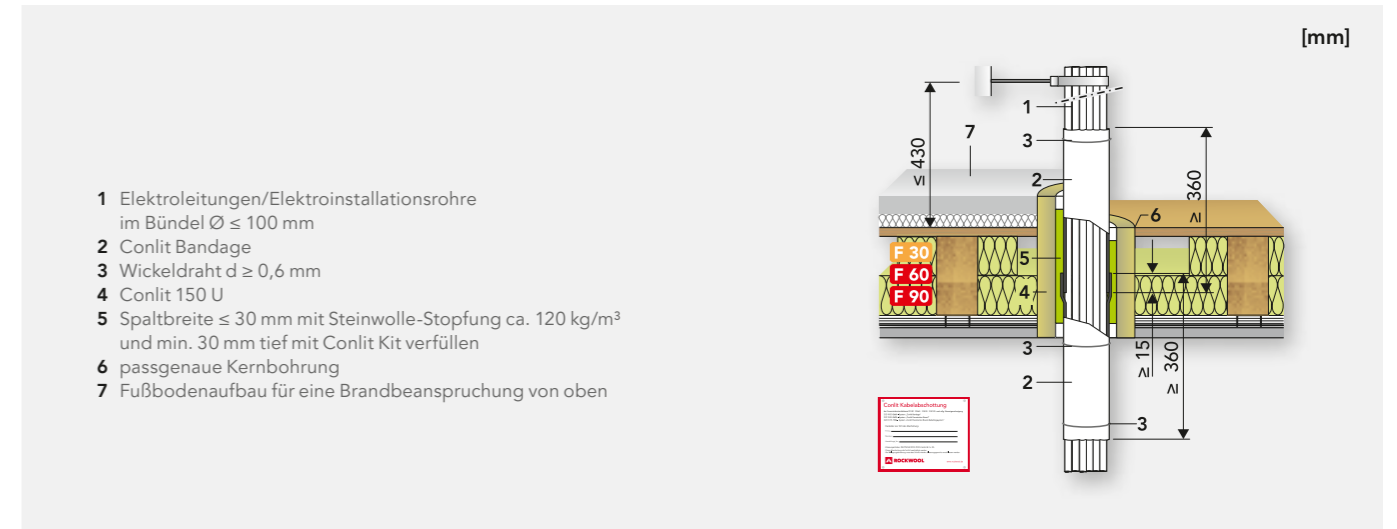 [mm]
1 Elektroleitungen/Elektroinstallationsrohre
im Bündel Ø ≤ 100 mm
2 Conlit Bandage
3 Wickeldraht d ≥ 0,6 mm
4 Conlit 150 U
5 Spaltbreite ≤ 30 mm mit Steinwolle-Stopfung ca. 120 kg/m³
und min. 30 mm tief mit Conlit Kit verfüllen
6 passgenaue Kernbohrung
7 Fußbodenaufbau für eine Brandbeanspruchung von oben
1
7
3
≤ 430
2
≥ 360
6
F 30
5
F 60
4
F 90
3
≥ 15
≥ 360
2
3
Conlit Kabelabschottung
ROCKWOOL